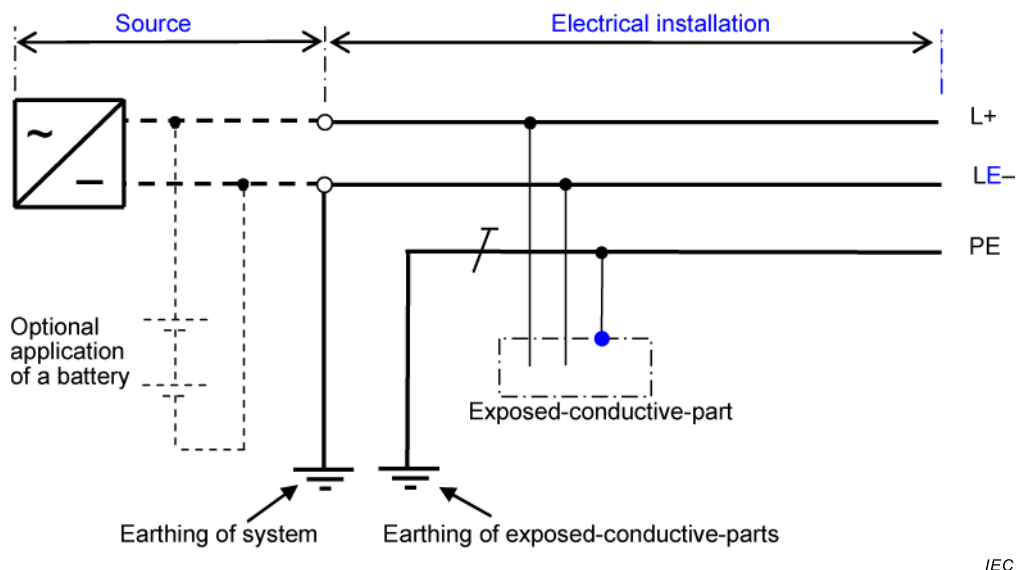 Source
Electrical installation
L+
~
–
LE–
PE
Optional
application
of a battery
Exposed-conductive-part
Earthing of system
Earthing of exposed-conductive-parts
IEC